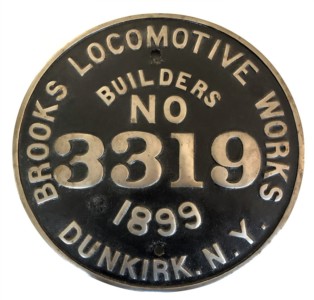 BROOKS LOCOMOTIVE WORKS
BUILDERS
NO
3319
1899
DUNKIRK. N. Y.